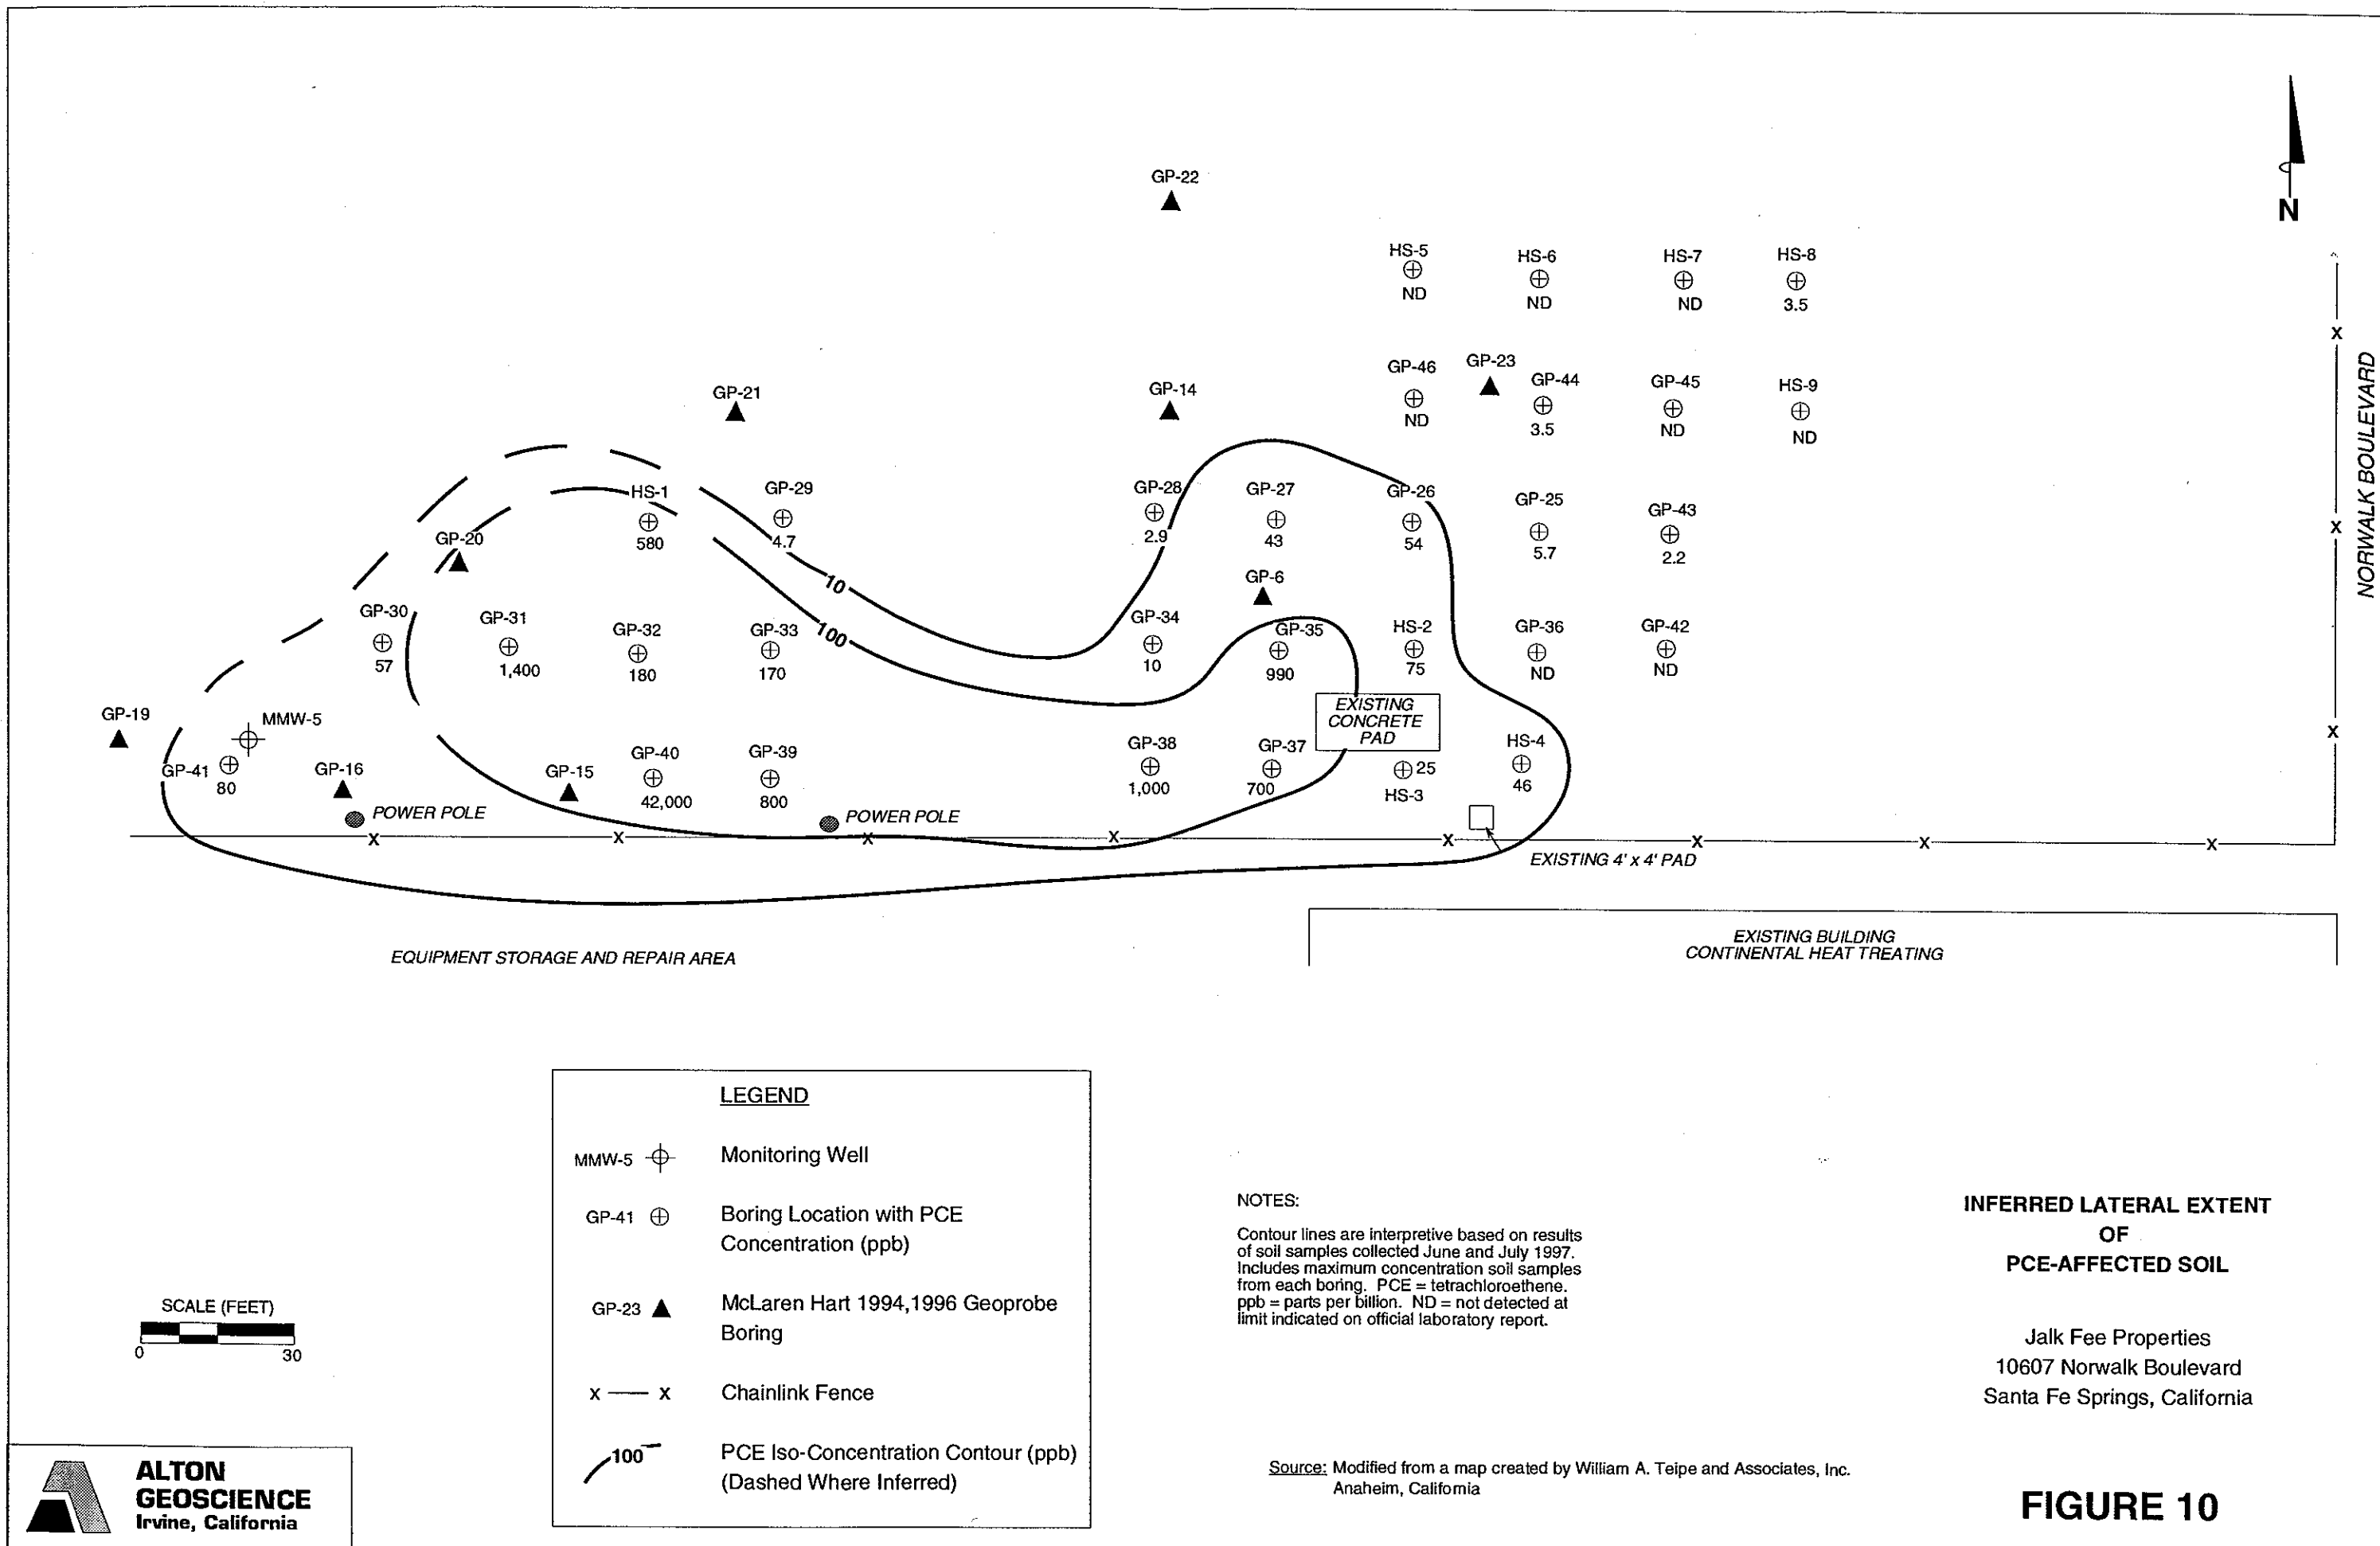 GP-22
N
HS-5
ND
HS-6
ND
HS-7
ND
HS-8
3.5
NORWALK BOULEVARD
X
X
X
GP-46
ND
GP-23
GP-44
3.5
GP-45
ND
HS-9
ND
GP-21
GP-14
HS-1
580
GP-29
4.7
GP-28
2.9
GP-27
43
GP-26
54
GP-25
5.7
GP-43
2.2
GP-20
10
GP-6
GP-30
57
GP-31
1,400
GP-32
180
GP-33
170
100
GP-34
10
GP-35
990
HS-2
75
GP-36
ND
GP-42
ND
EXISTING
CONCRETE
PAD
GP-19
MMW-5
GP-41
80
GP-16
GP-15
GP-40
42,000
GP-39
800
GP-38
1,000
GP-37
700
25
HS-3
HS-4
46
POWER POLE
POWER POLE
X X X X X X X X
EXISTING 4' x 4' PAD
EQUIPMENT STORAGE AND REPAIR AREA
EXISTING BUILDING
CONTINENTAL HEAT TREATING
LEGEND
MMW-5 Monitoring Well
GP-41 Boring Location with PCE
Concentration (ppb)
GP-23 McLaren Hart 1994,1996 Geoprobe
Boring
X X Chainlink Fence
100 PCE Iso-Concentration Contour (ppb)
(Dashed Where Inferred)
SCALE (FEET)
0 30
ALTON
GEOSCIENCE
Irvine, California
NOTES:
Contour lines are interpretive based on results
of soil samples collected June and July 1997.
Includes maximum concentration soil samples
from each boring. PCE = tetrachloroethene.
ppb = parts per billion. ND = not detected at
limit indicated on official laboratory report.
Source: Modified from a map created by William A. Teipe and Associates, Inc.
Anaheim, California
INFERRED LATERAL EXTENT
OF
PCE-AFFECTED SOIL
Jalk Fee Properties
10607 Norwalk Boulevard
Santa Fe Springs, California
FIGURE 10